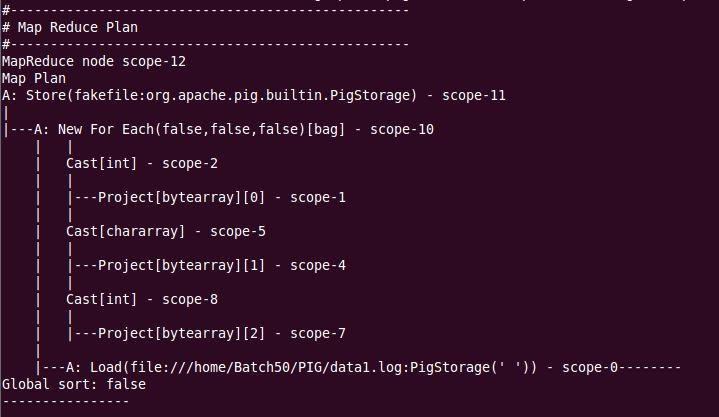 #--------------------------------------------------
# Map Reduce Plan
#--------------------------------------------------
MapReduce node scope-12
Map Plan
A: Store(fakefile:org.apache.pig.builtin.PigStorage) - scope-11
|
|---A: New For Each(false,false,false)[bag] - scope-10
    |   |
    |   Cast[int] - scope-2
    |   |
    |   |---Project[bytearray][0] - scope-1
    |   |
    |   Cast[chararray] - scope-5
    |   |
    |   |---Project[bytearray][1] - scope-4
    |   |
    |   Cast[int] - scope-8
    |   |
    |   |---Project[bytearray][2] - scope-7
    |
    |---A: Load(file:///home/Batch50/PIG/data1.log:PigStorage(' ')) - scope-0--------
Global sort: false
----------------